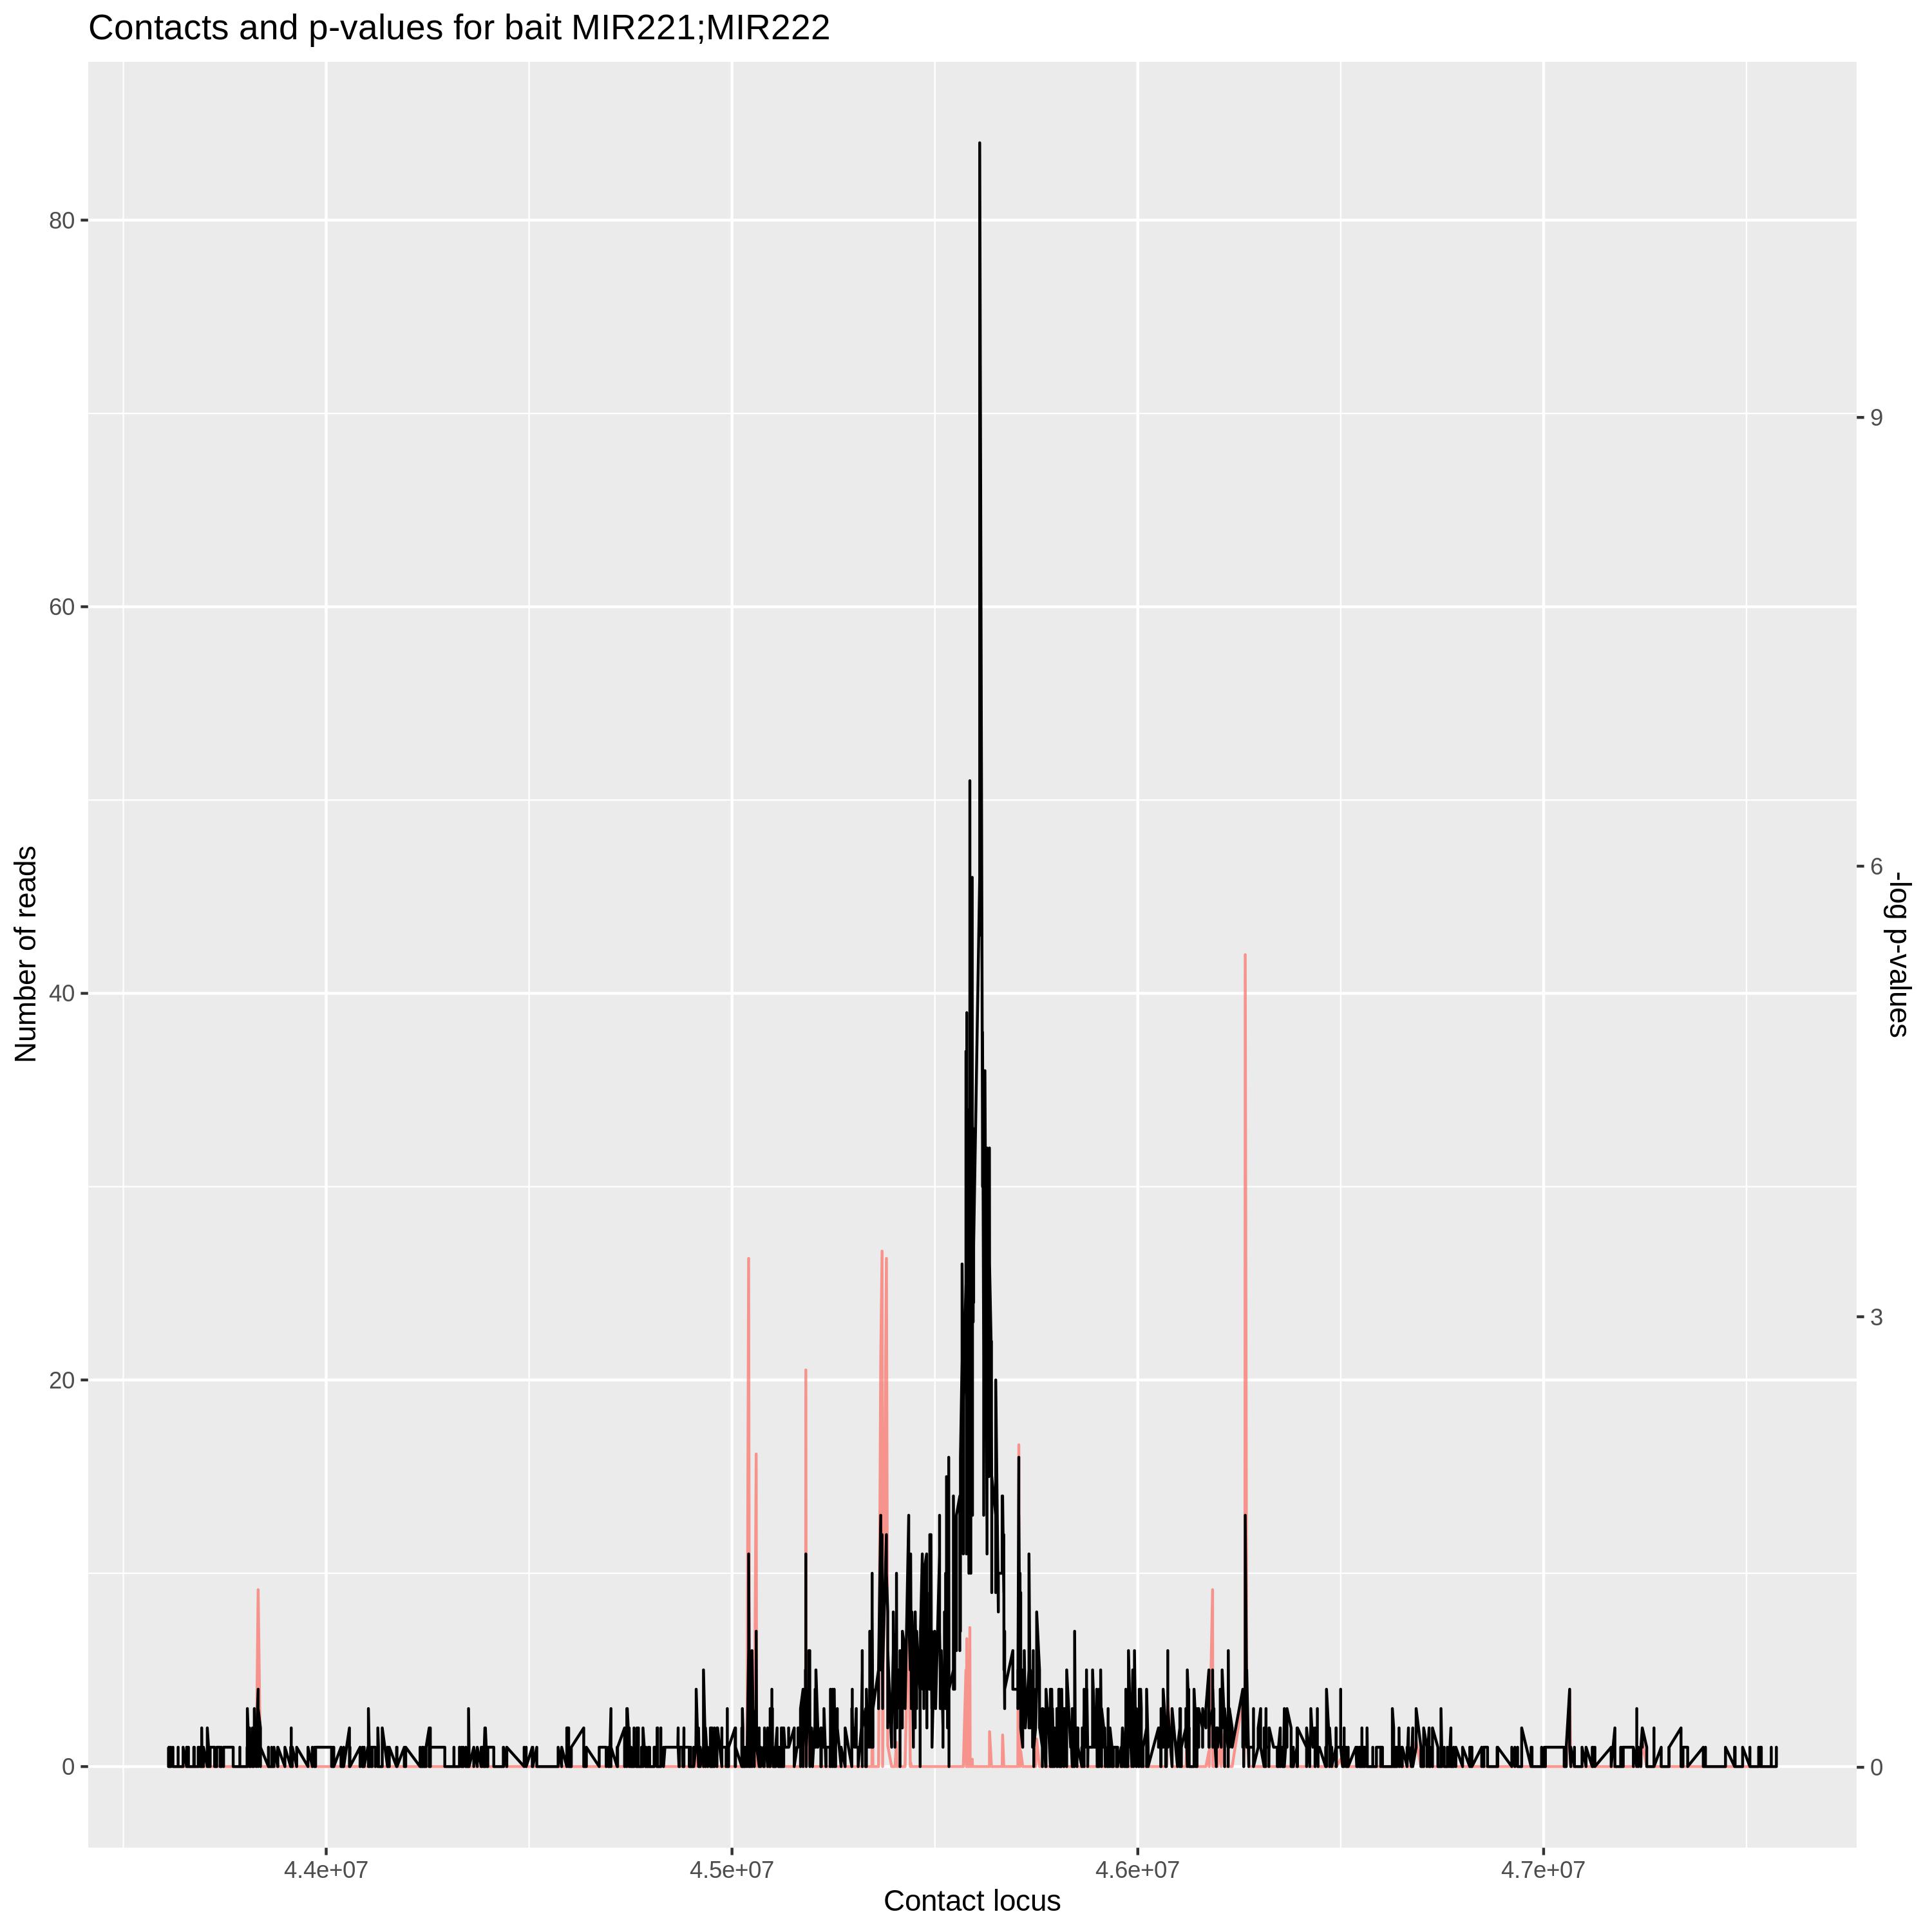 Contacts and p-values for bait MIR221;MIR222
Number of reads
80
60
40
20
0
9
6
3
0
-log p-values
4.4e+07 4.5e+07 4.6e+07 4.7e+07
Contact locus